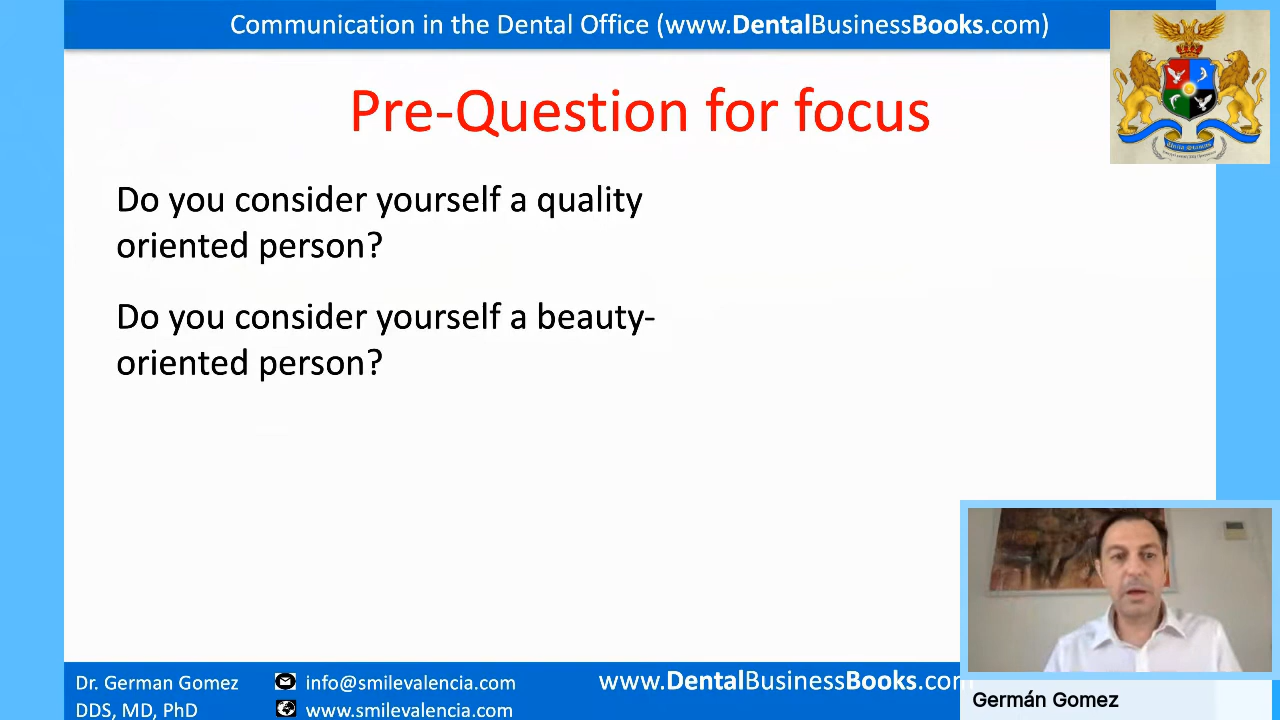 Communication in the Dental Office (www.DentalBusinessBooks.com)
Pre-Question for focus
Do you consider yourself a quality
oriented person?
Do you consider yourself a beauty-
oriented person?
Dr. German Gomez
DDS, MD, PhD
info@smilevalencia.com
www.smilevalencia.com
www.DentalBusinessBooks.com
Germán Gomez